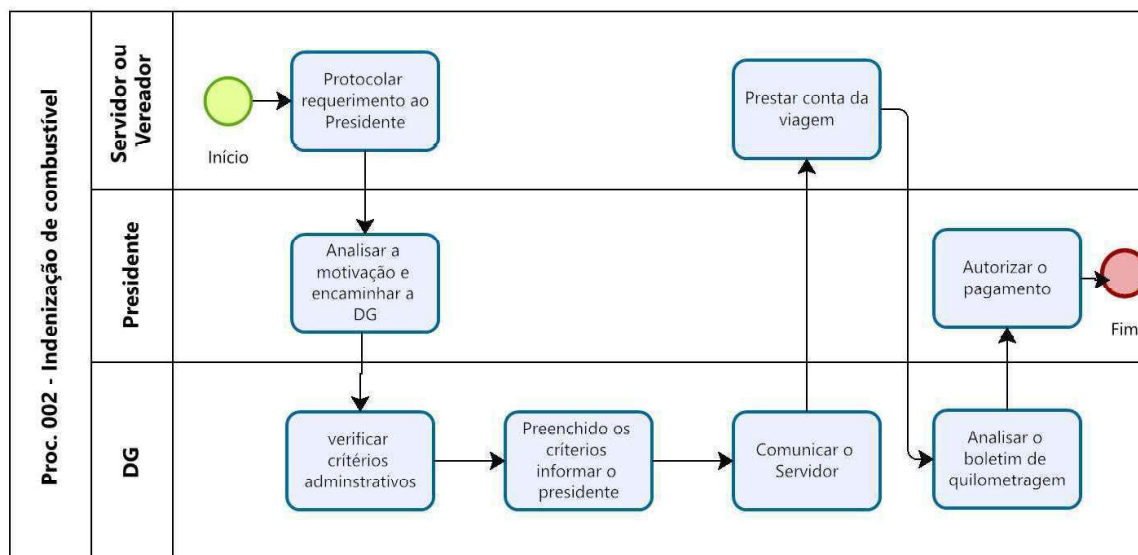 Proc. 002 - Indenização de combustível
Servidor ou
Vereador
Início
Protocolar
requerimento ao
Presidente
Prestar conta da
viagem
Presidente
Analisar a
motivação e
encaminhar a
DG
Autorizar o
pagamento
Fim
DG
verificar
critérios
adminstrativos
Preenchido os
críterios
informar o
presidente
Comunicar o
Servidor
Analisar o
boletim de
quilometragem